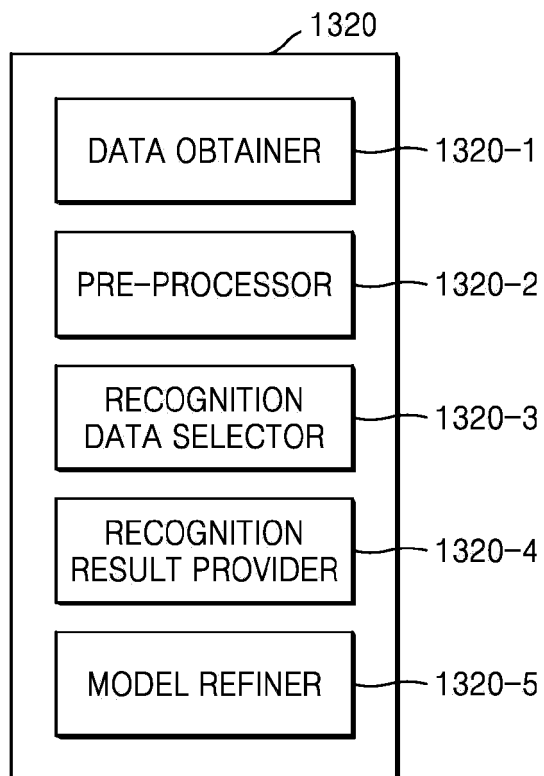 1320
DATA OBTAINER
1320-1
PRE-PROCESSOR
1320-2
RECOGNITION
DATA SELECTOR
1320-3
RECOGNITION
RESULT PROVIDER
1320-4
MODEL REFINER
1320-5